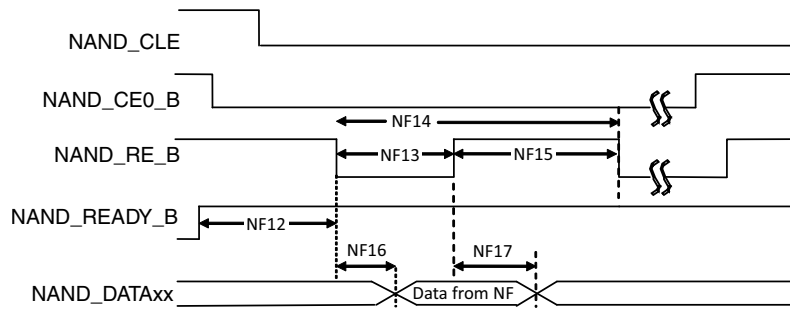 NAND_CLE
NAND_CE0_B
NF14
NAND_RE_B
NF13
NF15
NAND_READY_B
NF12
NF16
NF17
NAND_DATAxx
Data from NF